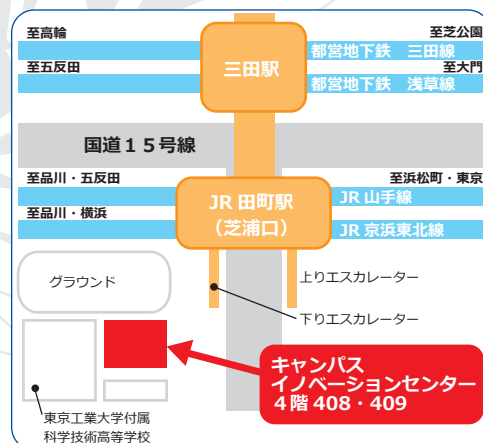 至高輪
至芝公園
三田駅
都営地下鉄　三田線
至五反田
至大門
都営地下鉄　浅草線
国道１５号線
至品川・五反田
至浜松町・東京
JR 田町駅
（芝浦口）
JR 山手線
至品川・横浜
JR 京浜東北線
グラウンド
上りエスカレーター
下りエスカレーター
キャンパス
イノベーションセンター
４階 408・409
東京工業大学付属
科学技術高等学校